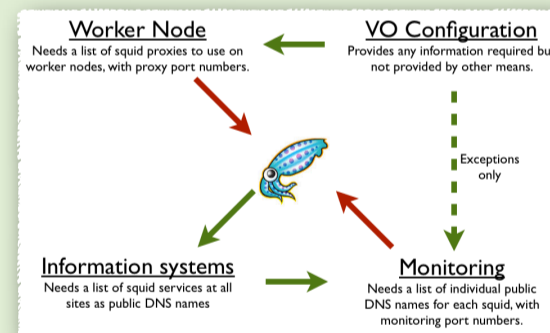 Worker Node
Needs a list of squid proxies to use on
worker nodes, with proxy port numbers.
VO Configuration
Provides any information required
not provided by other means.
Exceptions
only
Information systems
Needs a list of squid services at all
sites as public DNS names
Monitoring
Needs a list of individual public
DNS names for each squid, with
monitoring port numbers.